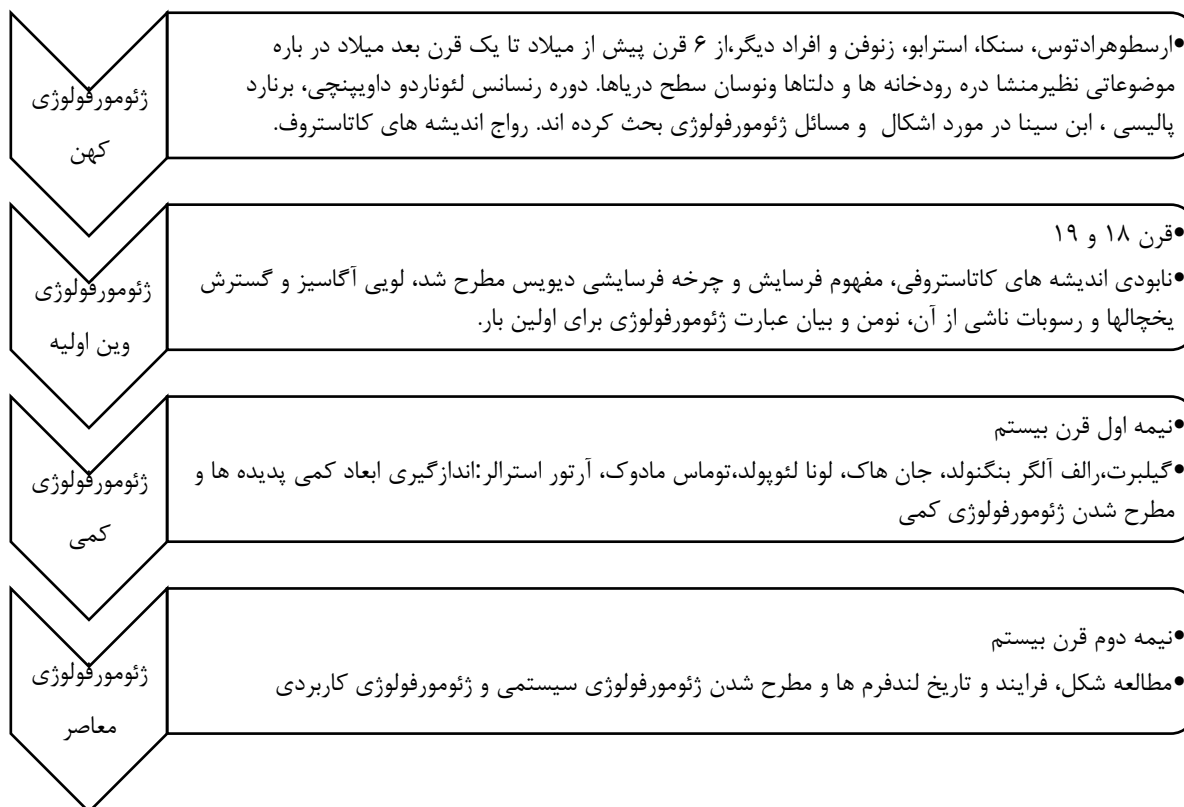 ژئومورفولوژی
کهن
•ارسطوهرادتوس، سنکا، استرابو، زنوفن و افراد دیگر،از ۶ قرن پیش از میلاد تا یک قرن بعد میلاد در باره
موضوعاتی نظیرمنشا دره رودخانه ها و دلتاها ونوسان سطح دریاها. دوره رنسانس لئوناردو داویپنچی، برنارد
پالیسی ، ابن سینا در مورد اشکال و مسائل ژئومورفولوژی بحث کرده اند. رواج اندیشه های کاتاستروف.
ژئومورفولوژی
وین اولیه
•قرن ۱۸ و ۱۹
•نابودی اندیشه های کاتاستروفی، مفهوم فرسایش و چرخه فرسایشی دیویس مطرح شد، لویی آگاسیز و گسترش
یخچالها و رسوبات ناشی از آن، نومن و بیان عبارت ژئومورفولوژی برای اولین بار.
ژئومورفولوژی
کمی
•نیمه اول قرن بیستم
•گیلبرت،رالف آلگر بنگنولد، جان هاک، لونا لئوپولد،توماس مادوک، آرتور استرالر:اندازگیری ابعاد کمی پدیده ها و
مطرح شدن ژئومورفولوژی کمی
ژئومورفولوژی
معاصر
•نیمه دوم قرن بیستم
•مطالعه شکل، فرایند و تاریخ لندفرم ها و مطرح شدن ژئومورفولوژی سیستمی و ژئومورفولوژی کاربردی